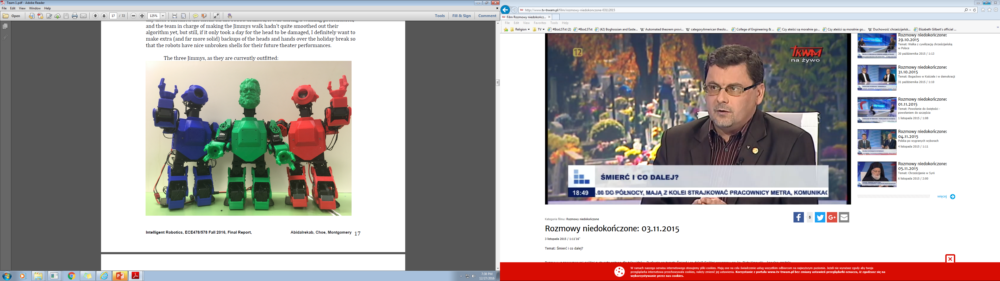 Team 1.pdf - Adobe Reader
File Edit View Window Help
Open
17 / 72
125%
Tools
Fill & Sign
Comment
and the team in charge of making the Jimmys walk hadn't quite smoothed out their
algorithm yet, but still, if it only took a day for the head to be damaged, I definitely want to
make extra (and far more solid) backups of the heads and hands over the holiday break so
that the robots have nice unbroken shells for their future theater performances.
The three Jimmys, as they are currently outfitted:
Intelligent Robotics, ECE478/578 Fall 2016, Final Report,
Abidalrekab, Choe, Montgomery 17
7:38 PM
12/27/2016
http://www.tv-trwam.pl/film/rozmowy-niedokonczone-03112015
Film Rozmowy niedokończ...
File Edit View Favorites Tools Help
Religion
TV
#BoxLSTxt (2)
#BoxLSTxt
(42) Boghossian and Easte...
Automated theorem provi...
categoryAmerican theolo...
College of Engineering & ...
Czy ateiści są moralnie go...
Czy ateiści są moralnie go...
Duchowość chrześcijańsk...
Elizabeth Gilbert's official ...
12
TRWAM
na żywo
ŚMIERĆ I CO DALEJ?
18:49
.00 DO PÓŁNOCY, MAJĄ Z KOLEI STRAJKOWAĆ PRACOWNICY METRA, KOMUNIKAC
Rozmowy niedokończone:
29.10.2015
Temat: Walka z cywilizacją chrześcijańską
w Polsce
30 października 2015 / 1:13
Rozmowy niedokończone:
31.10.2015
Temat: Bogactwo w Kościele i w demokracji
31 października 2015 / 1:10
Rozmowy niedokończone:
01.11.2015
Temat: Powołanie do świętości -
powołaniem do szczęścia
1 listopada 2015 / 1:08
Rozmowy niedokończone:
04.11.2015
Polska po wygranych wyborach
4 listopada 2015 / 1:11
Rozmowy niedokończone:
05.11.2015
Temat: Chrześcijanie w Syrii
6 listopada 2015 / 2:00
więcej
5
Kategoria filmu: Rozmowy niedokończone
Rozmowy niedokończone: 03.11.2015
3 listopada 2015 / 1:11'16"
Temat: Śmierć i co dalej?
W ramach naszego serwisu internetowego stosujemy pliki cookies. Mają one na celu świadczenie usług wszystkim odbiorcom na najwyższym poziomie. Jeżeli nie wyrażasz zgody aby twoja
przeglądarka internetowa przechowywała cookies, należy zmienić jej ustawienia. Korzystanie z portalu www.tv-trwam.pl bez zmiany ustawień przeglądarki oznacza, iż zgadzasz się na
wykorzystywanie przez nas cookies.